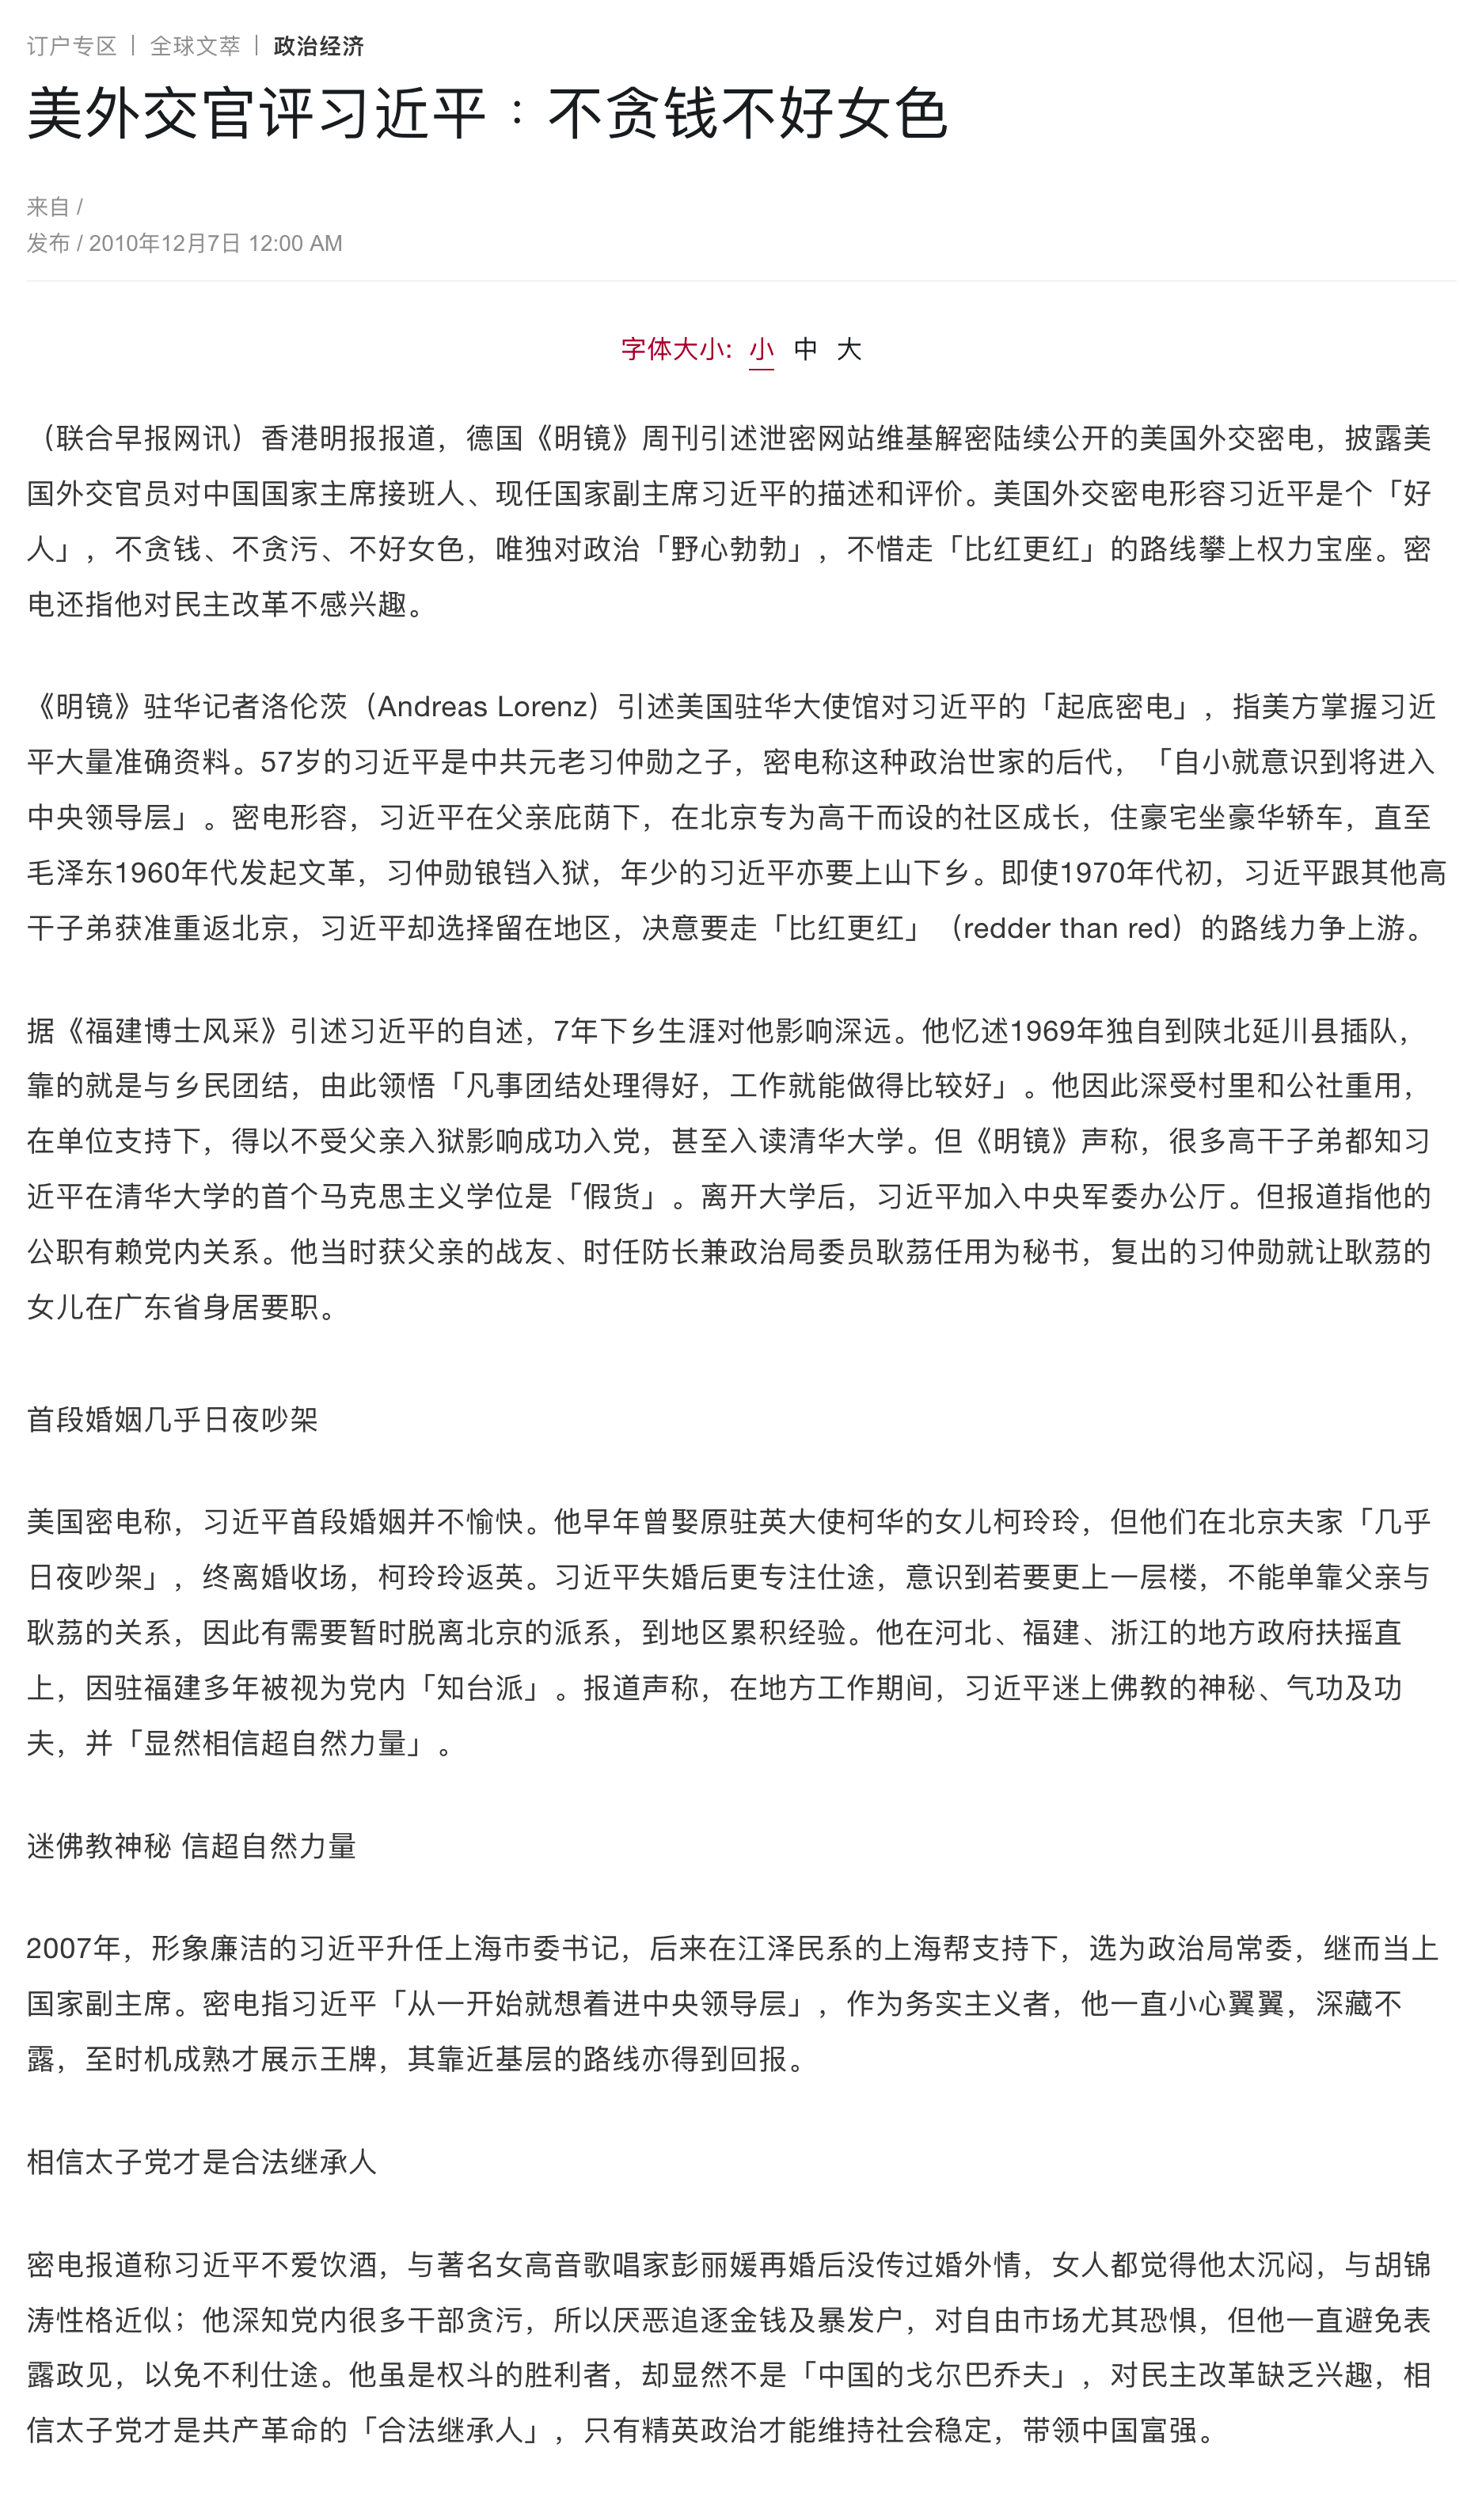 订户专区 | 全球文萃 | 政治经济
美外交官评习近平：不贪钱不好女色
来自 /
发布 / 2010年12月7日 12:00 AM
字体大小: 小 中 大
（联合早报网讯）香港明报报道，德国《明镜》周刊引述泄密网站维基解密陆续公开的美国外交密电，披露美
国外交官员对中国国家主席接班人、现任国家副主席习近平的描述和评价。美国外交密电形容习近平是个「好
人」，不贪钱、不贪污、不好女色，唯独对政治「野心勃勃」，不惜走「比红更红」的路线攀上权力宝座。密
电还指他对民主改革不感兴趣。
《明镜》驻华记者洛伦茨（Andreas Lorenz）引述美国驻华大使馆对习近平的「起底密电」，指美方掌握习近
平大量准确资料。57岁的习近平是中共元老习仲勋之子，密电称这种政治世家的后代，「自小就意识到将进入
中央领导层」。密电形容，习近平在父亲庇荫下，在北京专为高干而设的社区成长，住豪宅坐豪华轿车，直至
毛泽东1960年代发起文革，习仲勋锒铛入狱，年少的习近平亦要上山下乡。即使1970年代初，习近平跟其他高
干子弟获准重返北京，习近平却选择留在地区，决意要走「比红更红」（redder than red）的路线力争上游。
据《福建博士风采》引述习近平的自述，7年下乡生涯对他影响深远。他忆述1969年独自到陕北延川县插队，
靠的就是与乡民团结，由此领悟「凡事团结处理得好，工作就能做得比较好」。他因此深受村里和公社重用，
在单位支持下，得以不受父亲入狱影响成功入党，甚至入读清华大学。但《明镜》声称，很多高干子弟都知习
近平在清华大学的首个马克思主义学位是「假货」。离开大学后，习近平加入中央军委办公厅。但报道指他的
公职有赖党内关系。他当时获父亲的战友、时任防长兼政治局委员耿荔任用为秘书，复出的习仲勋就让耿荔的
女儿在广东省身居要职。
首段婚姻几乎日夜吵架
美国密电称，习近平首段婚姻并不愉快。他早年曾娶原驻英大使柯华的女儿柯玲玲，但他们在北京夫家「几乎
日夜吵架」，终离婚收场，柯玲玲返英。习近平失婚后更专注仕途，意识到若要更上一层楼，不能单靠父亲与
耿荔的关系，因此有需要暂时脱离北京的派系，到地区累积经验。他在河北、福建、浙江的地方政府扶摇直
上，因驻福建多年被视为党内「知台派」。报道声称，在地方工作期间，习近平迷上佛教的神秘、气功及功
夫，并「显然相信超自然力量」。
迷佛教神秘 信超自然力量
2007年，形象廉洁的习近平升任上海市委书记，后来在江泽民系的上海帮支持下，选为政治局常委，继而当上
国家副主席。密电指习近平「从一开始就想着进中央领导层」，作为务实主义者，他一直小心翼翼，深藏不
露，至时机成熟才展示王牌，其靠近基层的路线亦得到回报。
相信太子党才是合法继承人
密电报道称习近平不爱饮酒，与著名女高音歌唱家彭丽媛再婚后没传过婚外情，女人都觉得他太沉闷，与胡锦
涛性格近似；他深知党内很多干部贪污，所以厌恶追逐金钱及暴发户，对自由市场尤其恐惧，但他一直避免表
露政见，以免不利仕途。他虽是权斗的胜利者，却显然不是「中国的戈尔巴乔夫」，对民主改革缺乏兴趣，相
信太子党才是共产革命的「合法继承人」，只有精英政治才能维持社会稳定，带领中国富强。